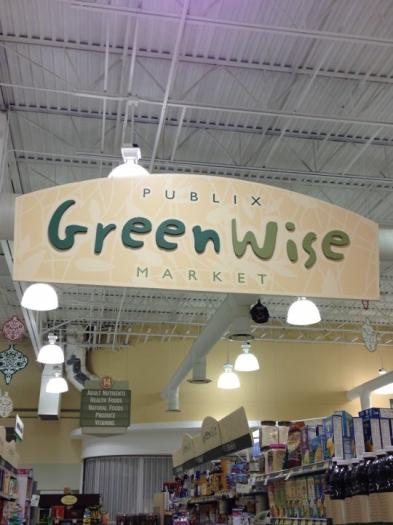 PUBLIX
GreenWise
MARKET
14
ADULT NUTRIENTS
HEALTH FOODS
NATURAL FOODS
PRODUCE
VITAMINS